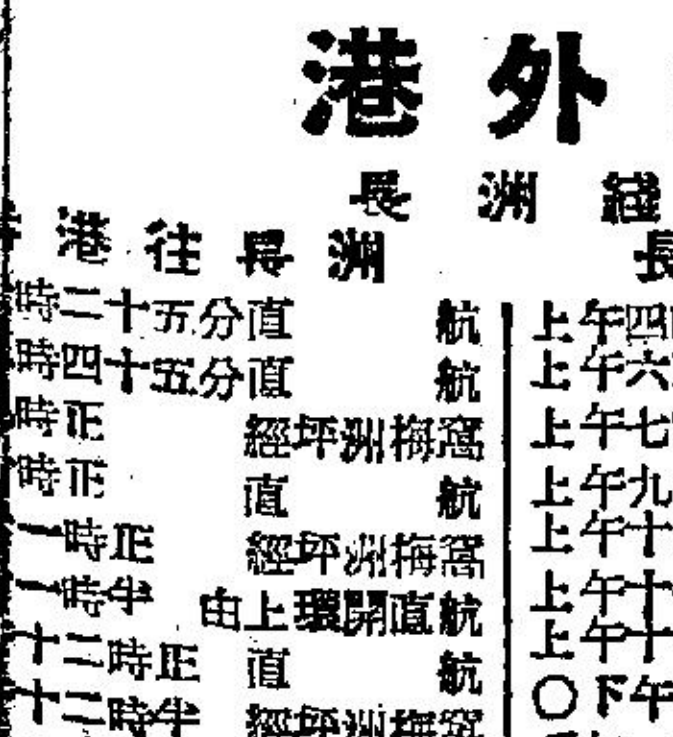 港外
長洲綫
港往長洲 長
時二十五分直航 上午四
時四十五分直航 上午六
時正 經坪洲梅窩 上午七
時正 直航 上午九
一時正 經坪洲梅窩 上午十
一時半 由上環開直航 上午十
十二時正 直航 上午十
十二時半 經坪洲梅窩 ○下午